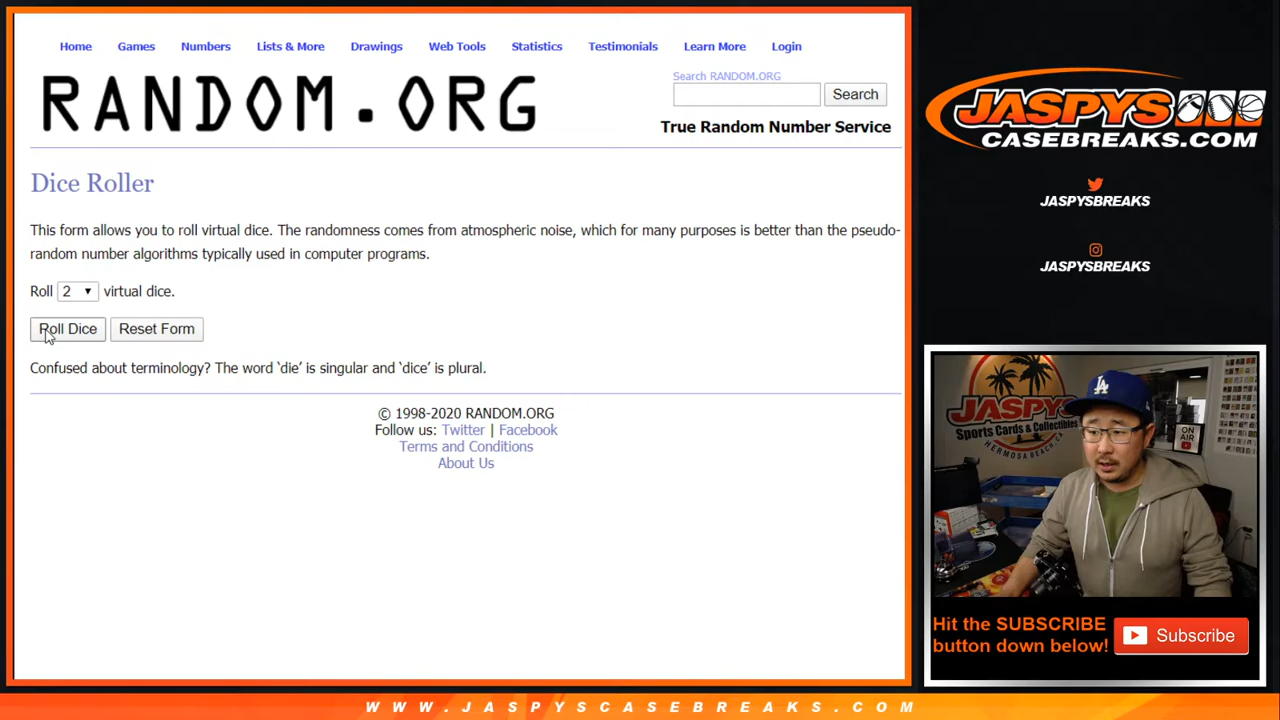 Home Games Numbers Lists & More Drawings Web Tools Statistics Testimonials Learn More Login
RANDOM.ORG
Search RANDOM.ORG
Search
True Random Number Service
Dice Roller
This form allows you to roll virtual dice. The randomness comes from atmospheric noise, which for many purposes is better than the pseudo-
random number algorithms typically used in computer programs.
Roll 2 virtual dice.
Roll Dice Reset Form
Confused about terminology? The word ‘die’ is singular and ‘dice’ is plural.
© 1998-2020 RANDOM.ORG
Follow us: Twitter | Facebook
Terms and Conditions
About Us
JASPYS
CASEBREAKS.COM
JASPYSBREAKS
JASPYSBREAKS
JASPYS
Sports Cards & Collectibles
HERMOSA BEACH, CA
LA
ON
AIR
Hit the SUBSCRIBE
button down below!
Subscribe
WWW.JASPYSCASEBREAKS.COM